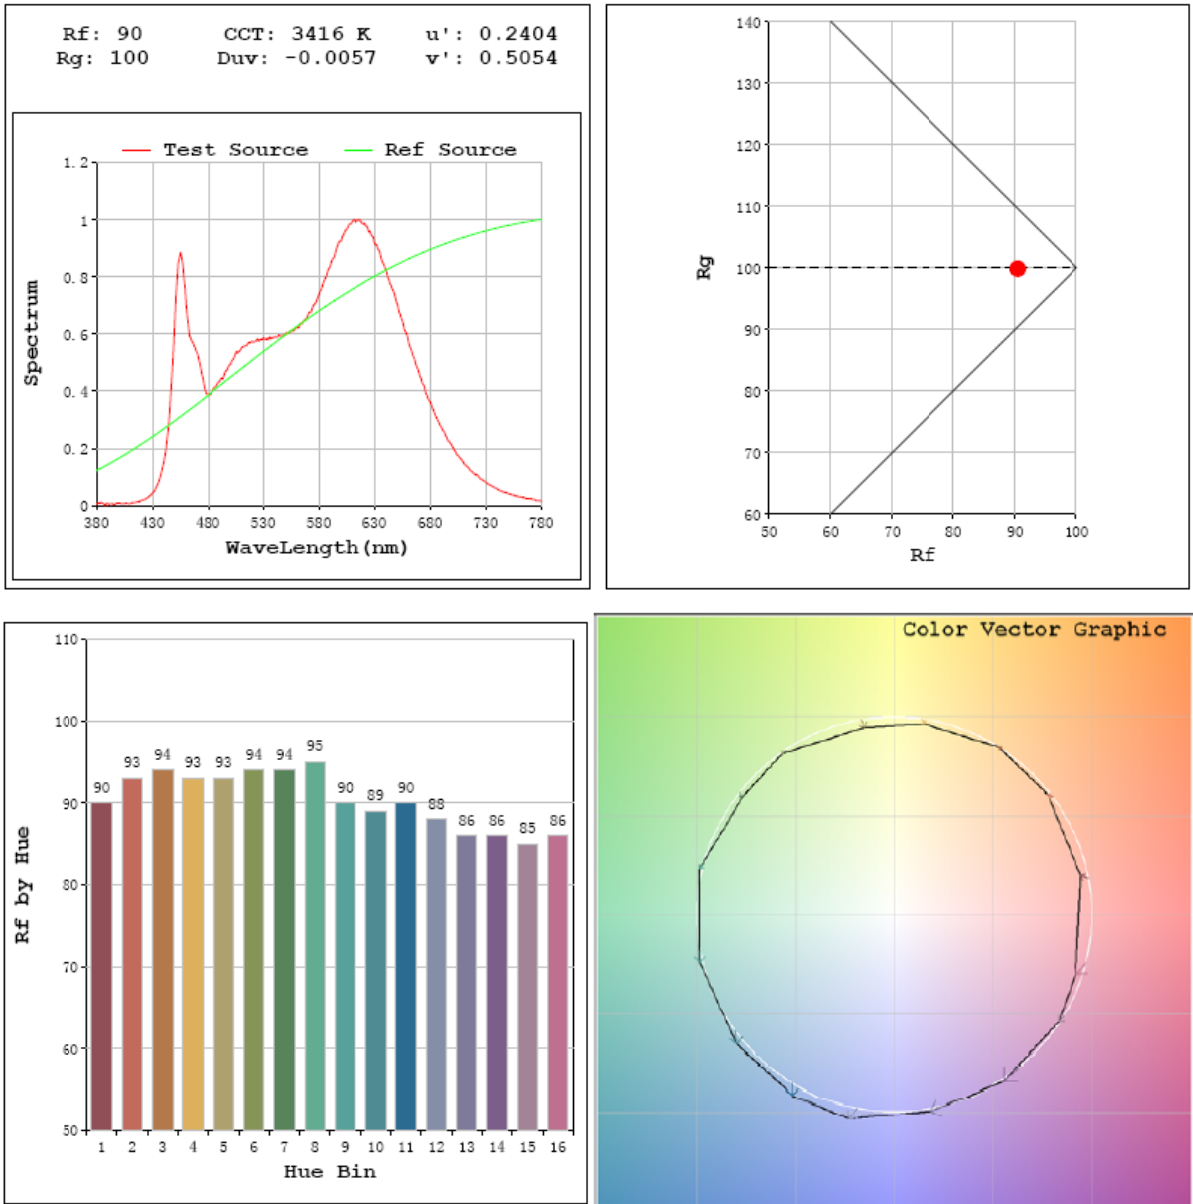 Rf: 90 CCT: 3416 K u': 0.2404
Rg: 100 Duv: -0.0057 v': 0.5054
Test Source Ref Source
1.2
1
0.8
0.6
0.4
0.2
0
Spectrum
380 430 480 530 580 630 680 730 780
WaveLength(nm)
140
130
120
110
100
90
80
70
60
Rg
50 60 70 80 90 100
Rf
110
100
90
80
70
60
50
Rf by Hue
90 93 94 93 93 94 94 95 90 89 90 88 86 86 85 86
1 2 3 4 5 6 7 8 9 10 11 12 13 14 15 16
Hue Bin
Color Vector Graphic